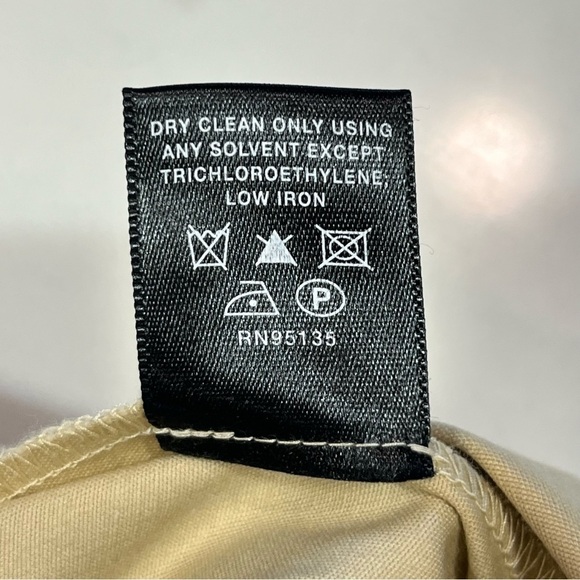 DRY CLEAN ONLY USING
ANY SOLVENT EXCEPT
TRICHLOROETHYLENE,
LOW IRON
P
RN95135